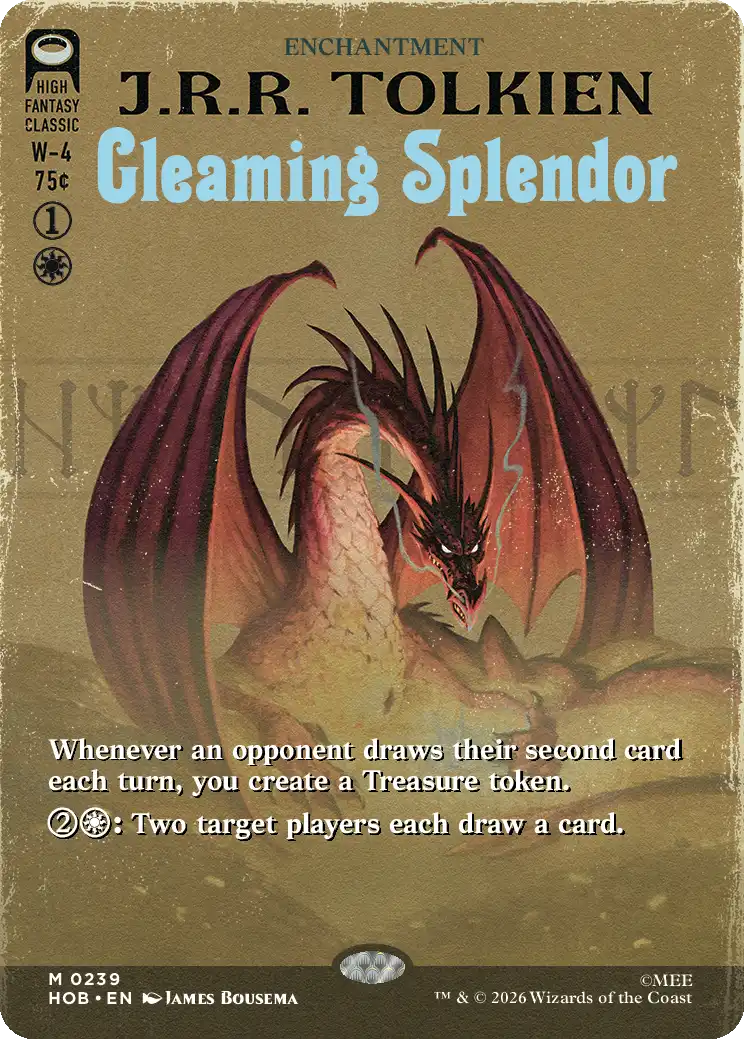 ENCHANTMENT
J.R.R. TOLKIEN
Gleaming Splendor
HIGH
FANTASY
CLASSIC
W-4
75¢
1
Whenever an opponent draws their second card
each turn, you create a Treasure token.
2: Two target players each draw a card.
M 0239
HOB • EN James Bousema
©MEE
™ & © 2026 Wizards of the Coast